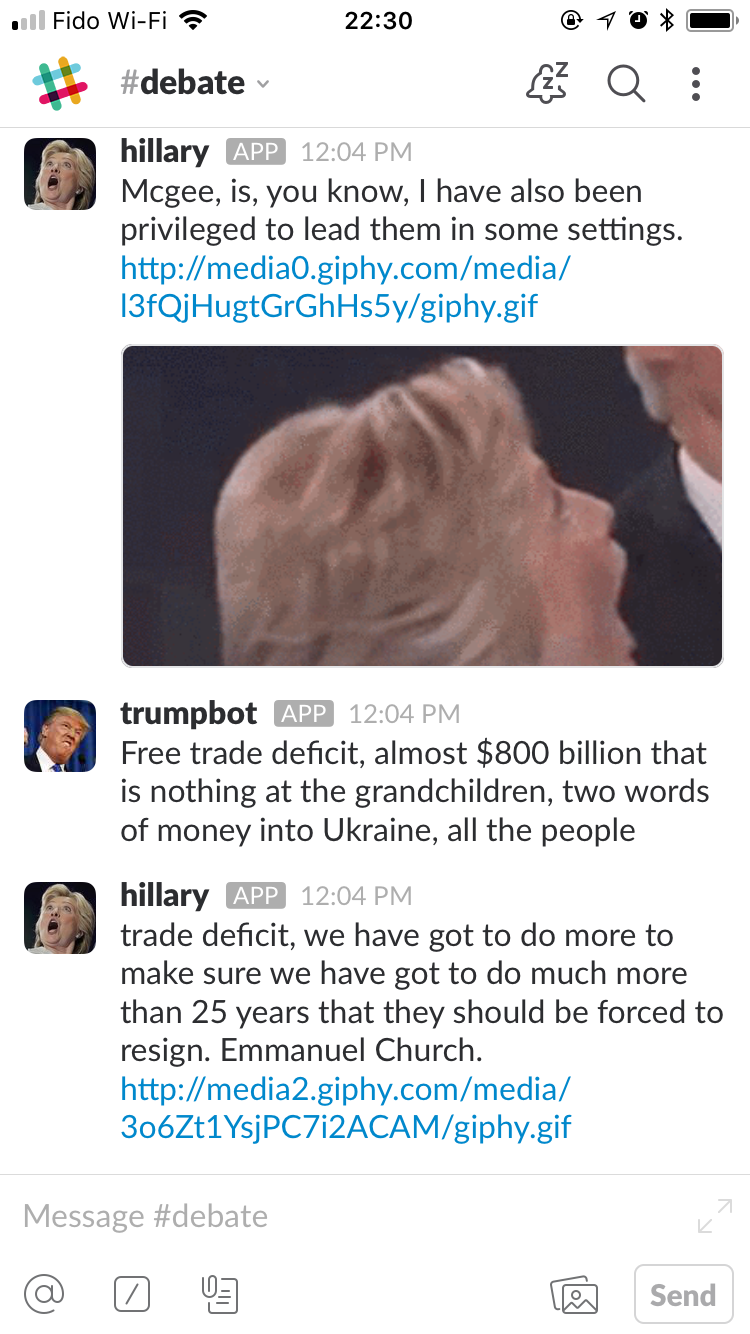 Fido Wi-Fi 22:30
#debate
hillary APP 12:04 PM
Mcgee, is, you know, I have also been
privileged to lead them in some settings.
http://media0.giphy.com/media/
l3fQjHugtGrGhHs5y/giphy.gif
trumpbot APP 12:04 PM
Free trade deficit, almost $800 billion that
is nothing at the grandchildren, two words
of money into Ukraine, all the people
hillary APP 12:04 PM
trade deficit, we have got to do more to
make sure we have got to do much more
than 25 years that they should be forced to
resign. Emmanuel Church.
http://media2.giphy.com/media/
3o6Zt1YsjPC7i2ACAM/giphy.gif
Message #debate
Send